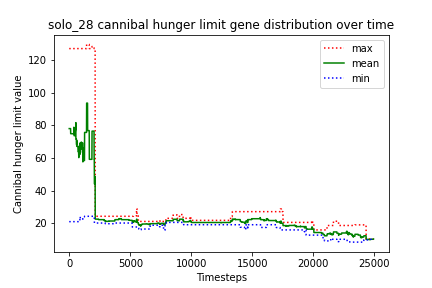 solo_28 cannibal hunger limit gene distribution over time
Cannibal hunger limit value
120
100
80
60
40
20
max
mean
min
0
5000
10000
15000
20000
25000
Timesteps